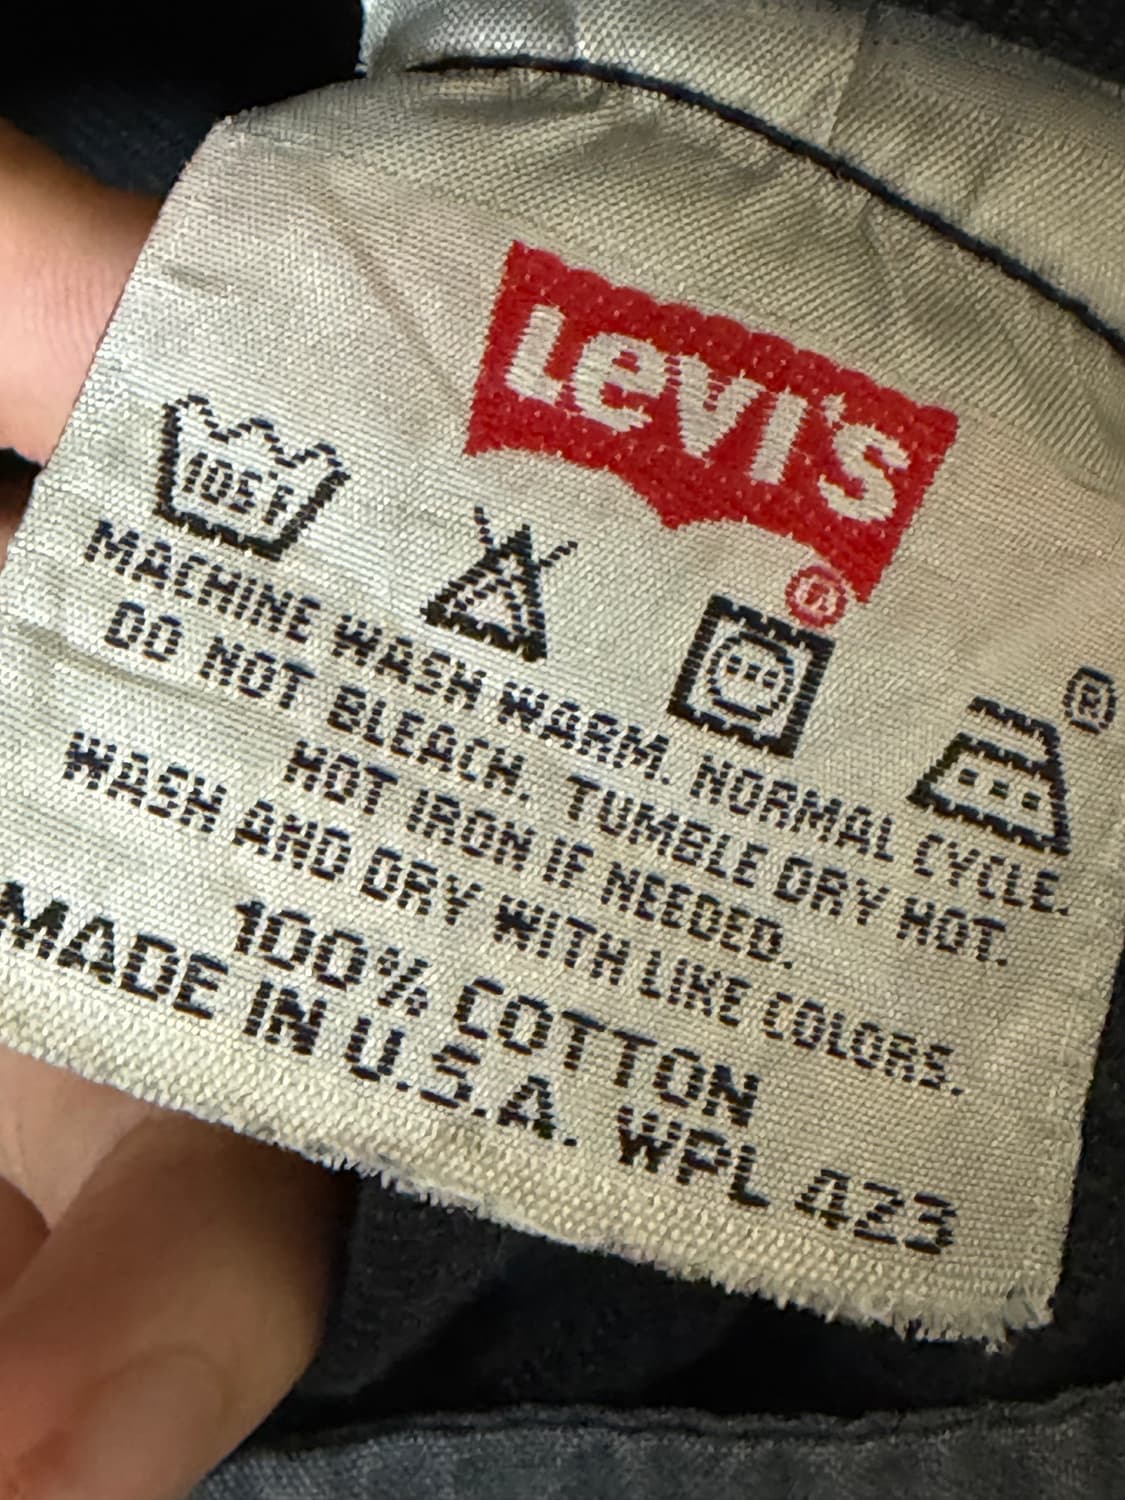 LEVI'S
®
105F
®
MACHINE WASH WARM. NORMAL CYCLE.
DO NOT BLEACH. TUMBLE DRY HOT.
HOT IRON IF NEEDED.
WASH AND DRY WITH LIKE COLORS.
100% COTTON
MADE IN U.S.A. WPL 423